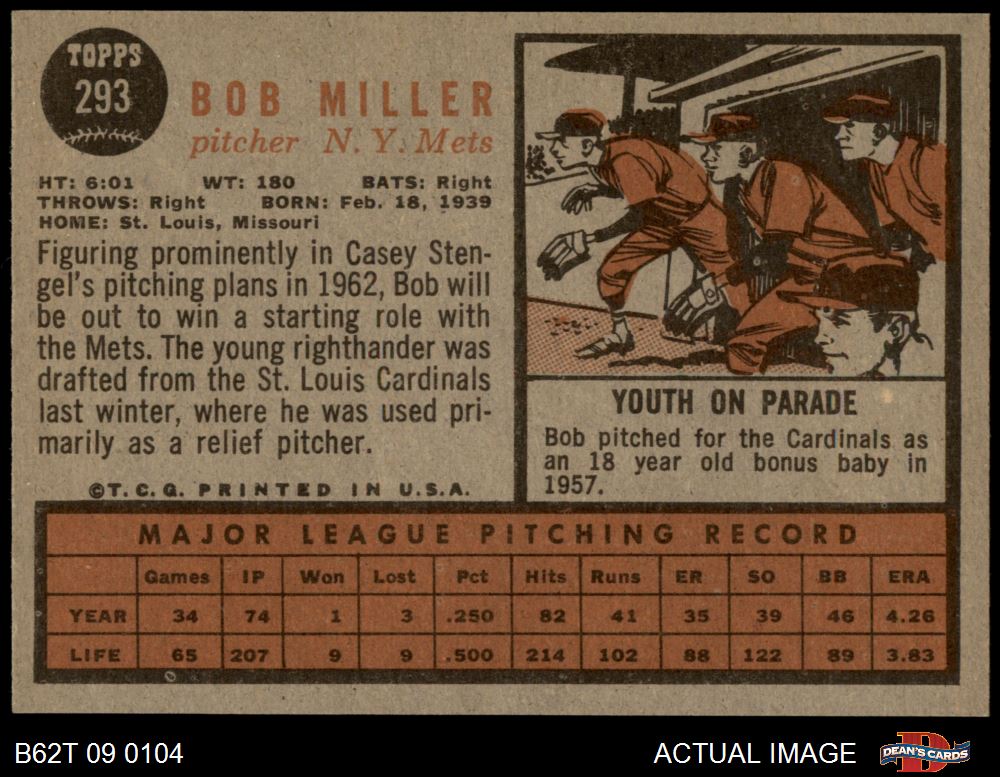 TOPPS
293
BOB MILLER
pitcher N. Y. Mets
HT: 6:01 WT: 180 BATS: Right
THROWS: Right BORN: Feb. 18, 1939
HOME: St. Louis, Missouri
Figuring prominently in Casey Sten-
gel's pitching plans in 1962, Bob will
be out to win a starting role with
the Mets. The young righthander was
drafted from the St. Louis Cardinals
last winter, where he was used pri-
marily as a relief pitcher.
©T.C.G. PRINTED IN U.S.A.
YOUTH ON PARADE
Bob pitched for the Cardinals as
an 18 year old bonus baby in
1957.
MAJOR LEAGUE PITCHING RECORD
Games IP Won Lost Pct Hits Runs ER SO BB ERA
YEAR 34 74 1 3 .250 82 41 35 39 46 4.26
LIFE 65 207 9 9 .500 214 102 88 122 89 3.83
B62T 09 0104
ACTUAL IMAGE
DEAN'S CARDS